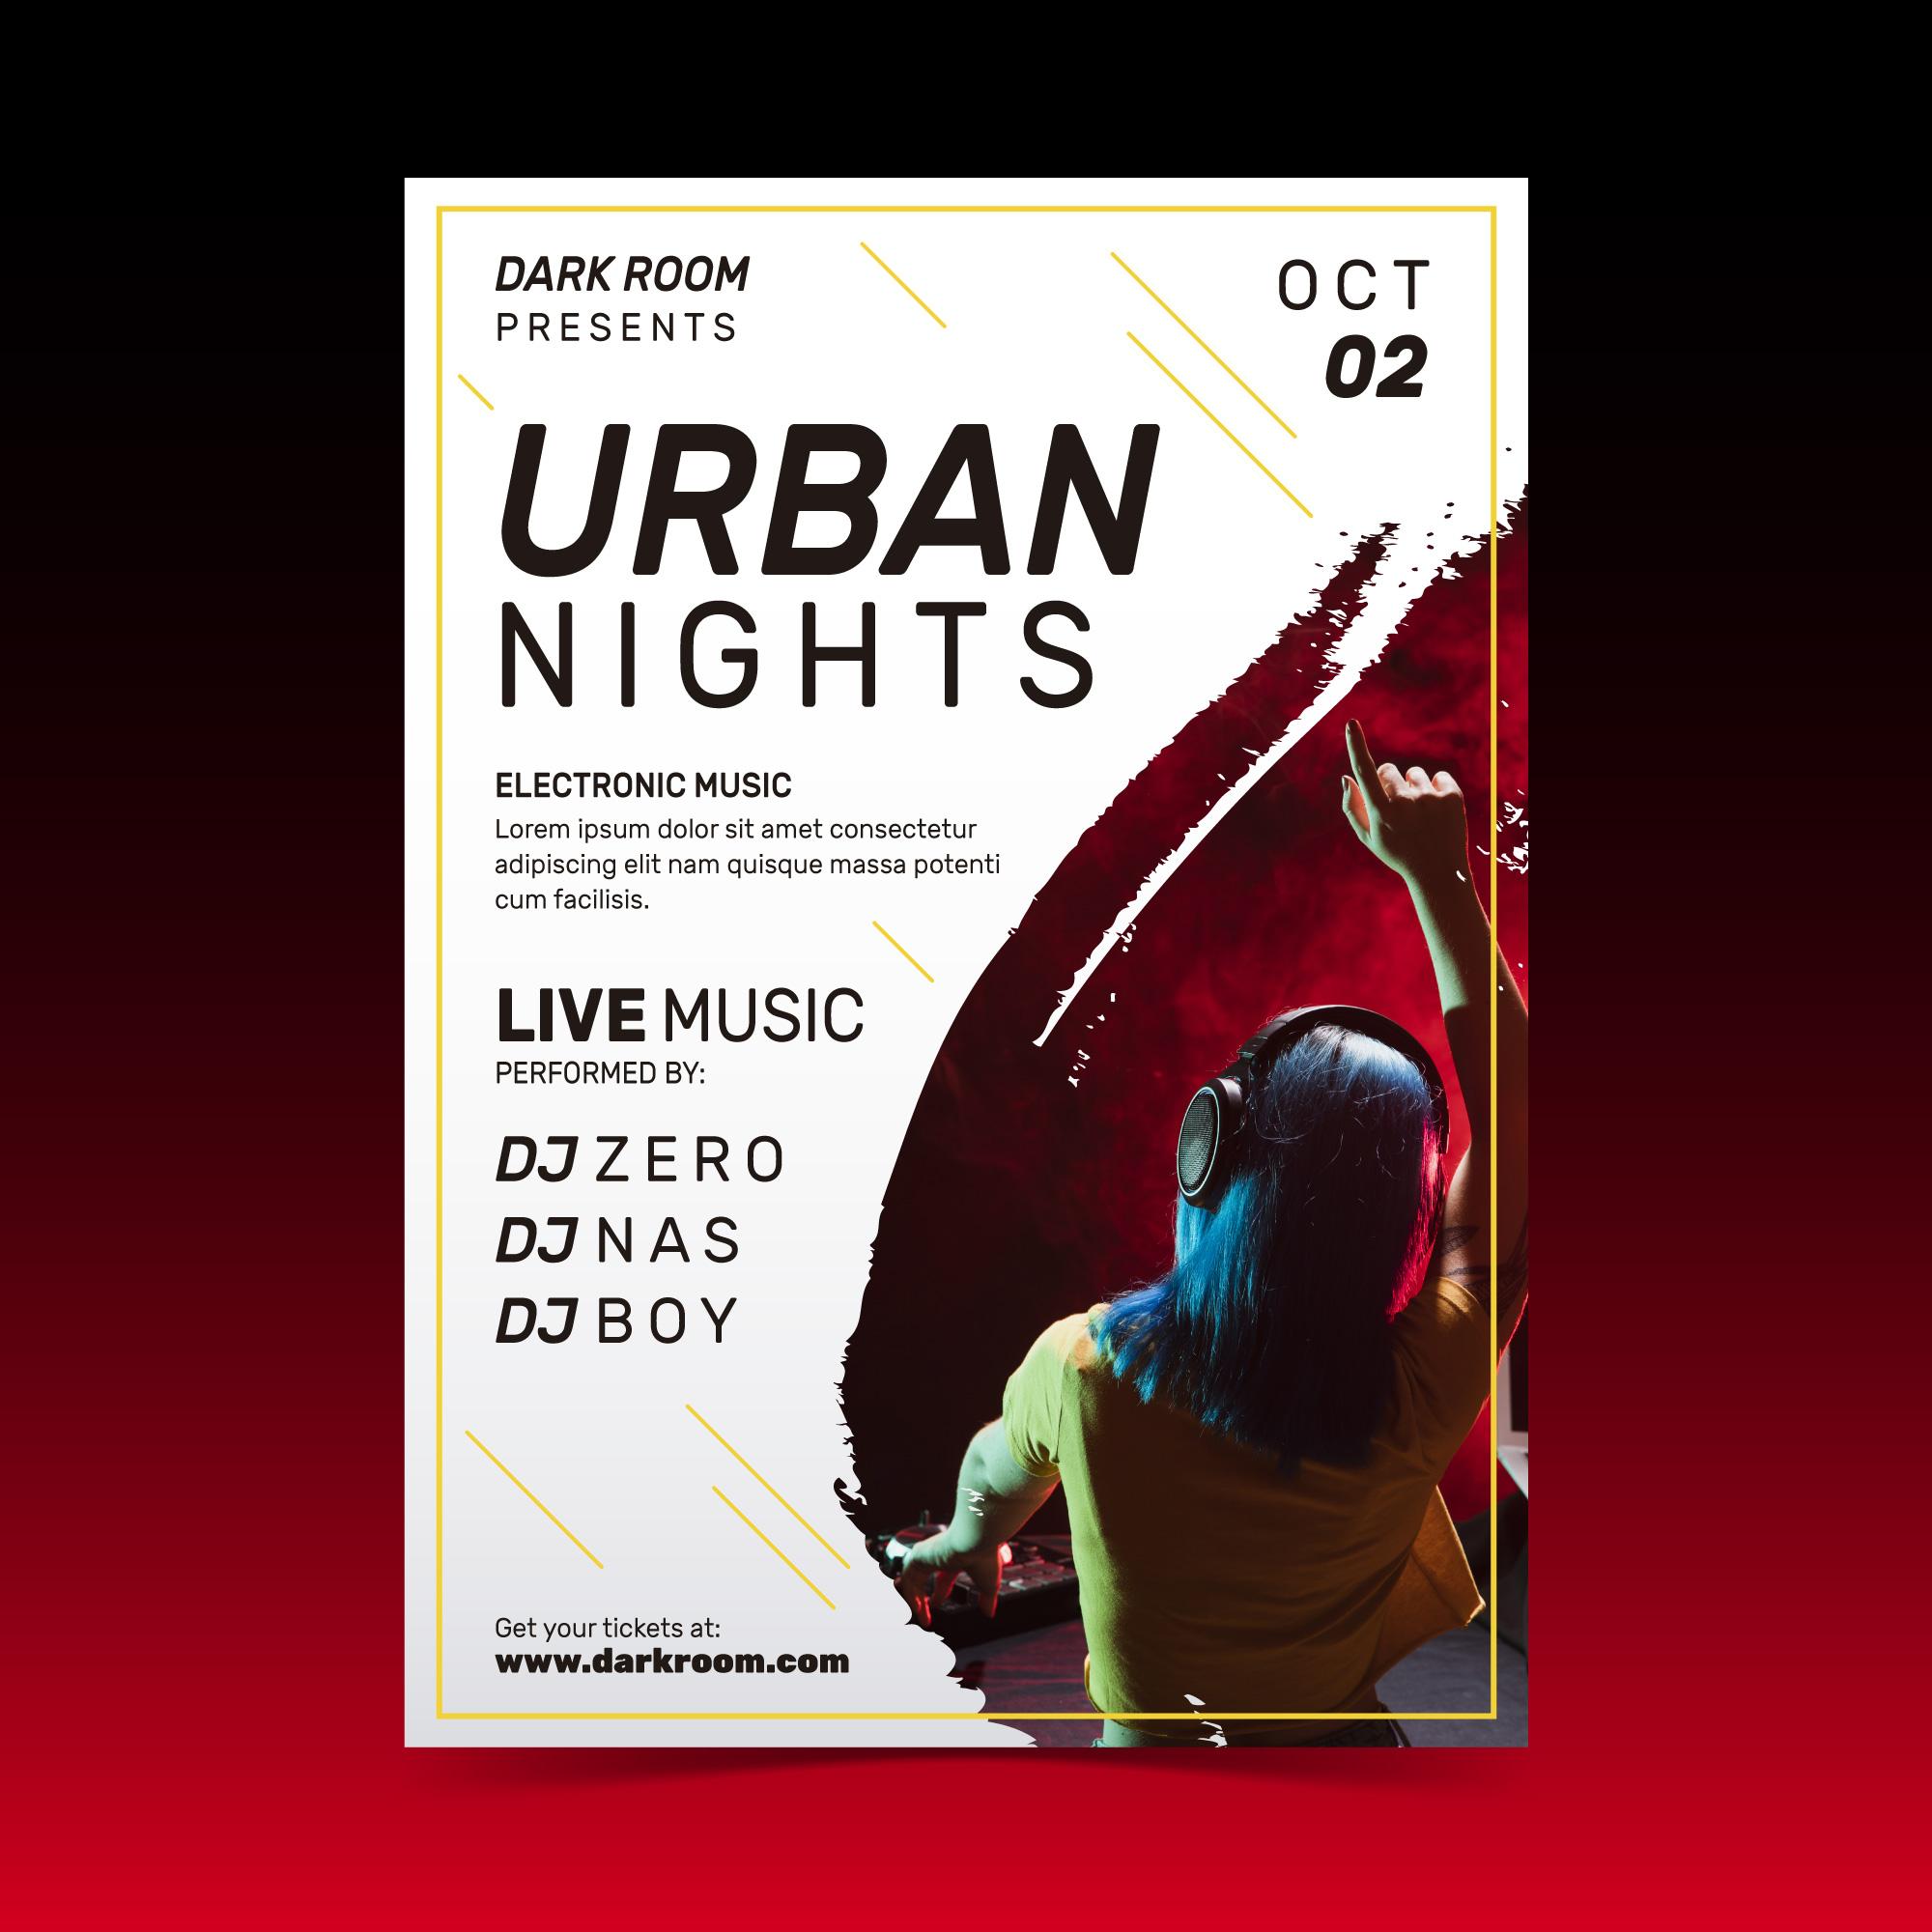 DARK ROOM
PRESENTS
OCT
02
URBAN
NIGHTS
ELECTRONIC MUSIC
Lorem ipsum dolor sit amet consectetur
adipiscing elit nam quisque massa potenti
cum facilisis.
LIVE MUSIC
PERFORMED BY:
DJ ZERO
DJ NAS
DJ BOY
Get your tickets at:
www.darkroom.com